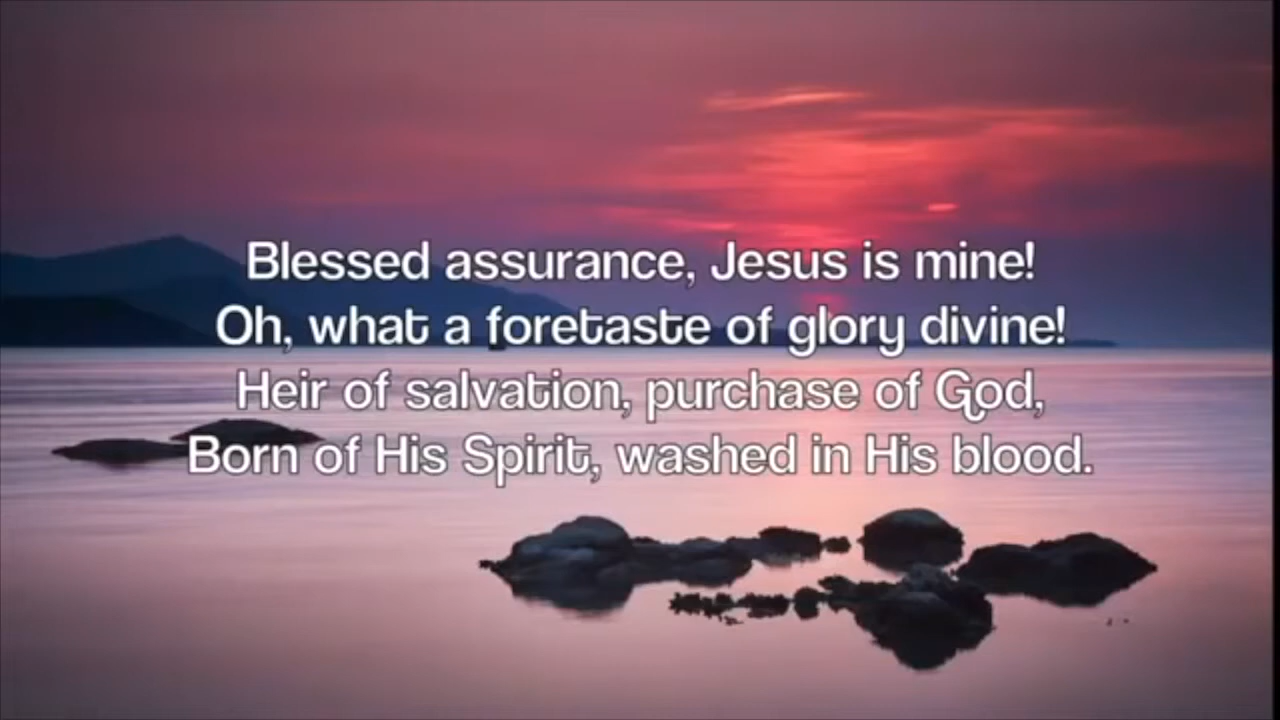 Blessed assurance, Jesus is mine!
Oh, what a foretaste of glory divine!
Heir of salvation, purchase of God,
Born of His Spirit, washed in His blood.